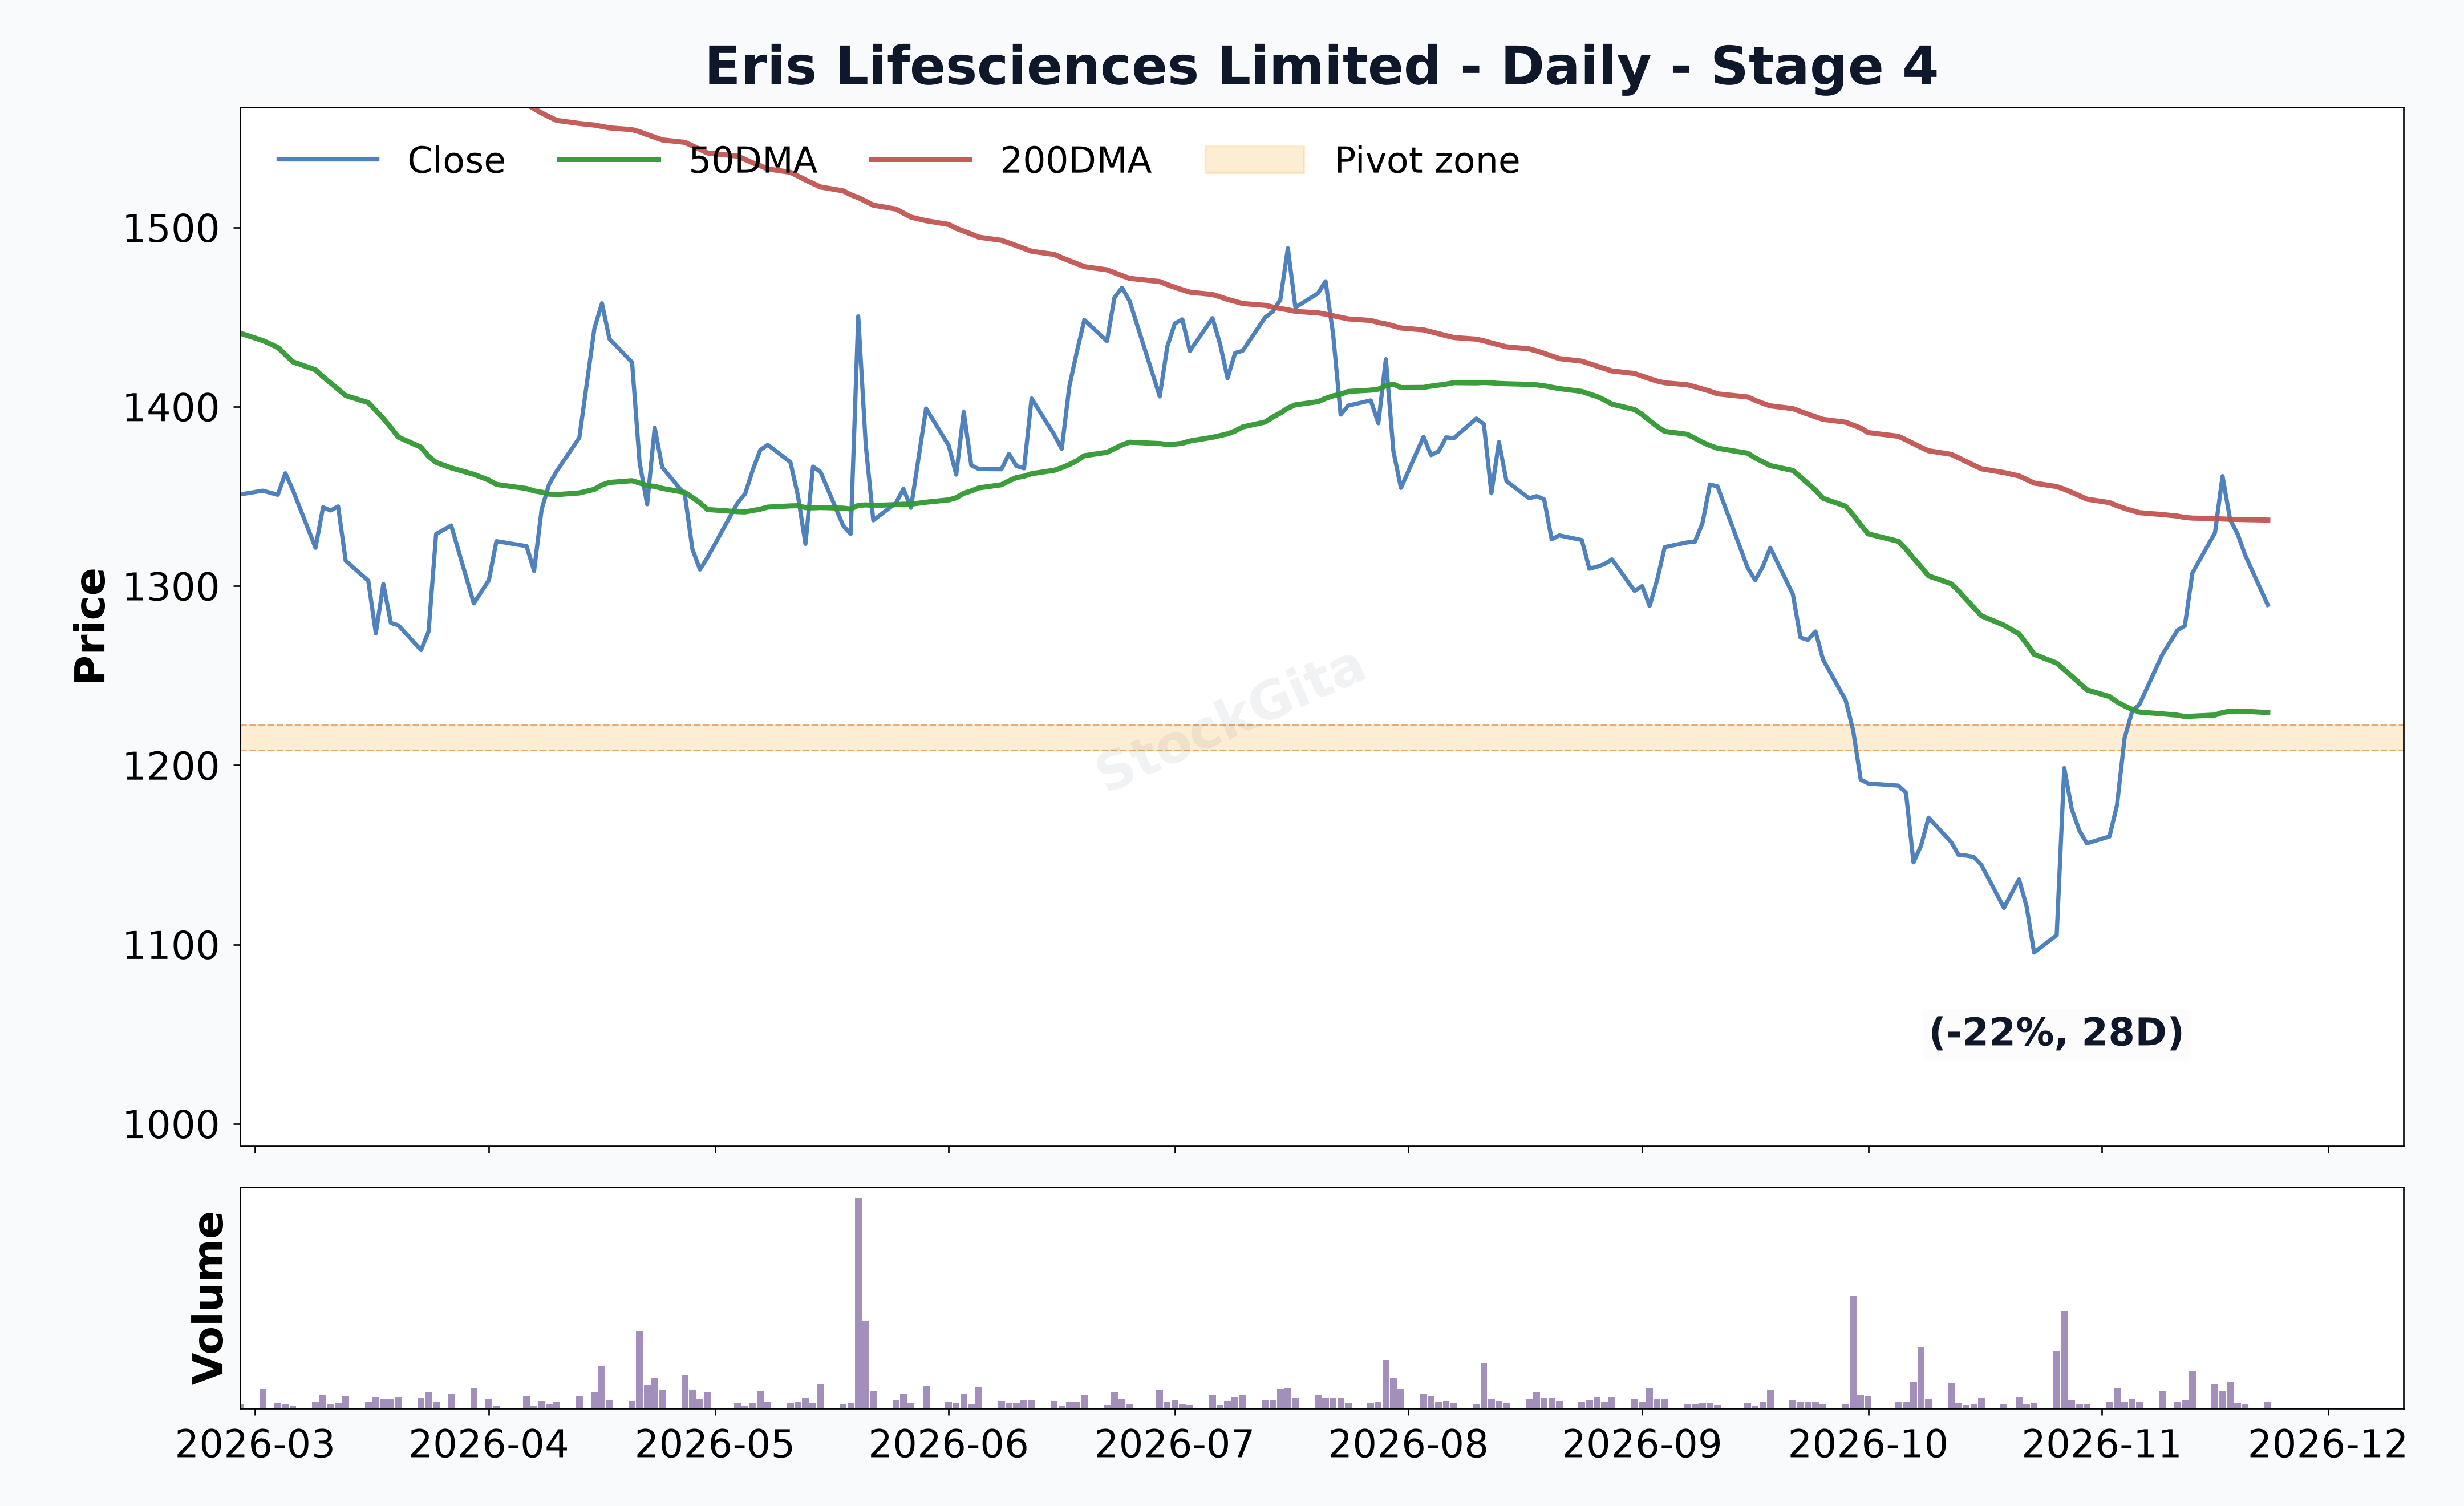 Eris Lifesciences Limited - Daily - Stage 4
Close 50DMA 200DMA Pivot zone
Price
1500
1400
1300
1200
1100
1000
StockGita
(-22%, 28D)
Volume
2026-03 2026-04 2026-05 2026-06 2026-07 2026-08 2026-09 2026-10 2026-11 2026-12